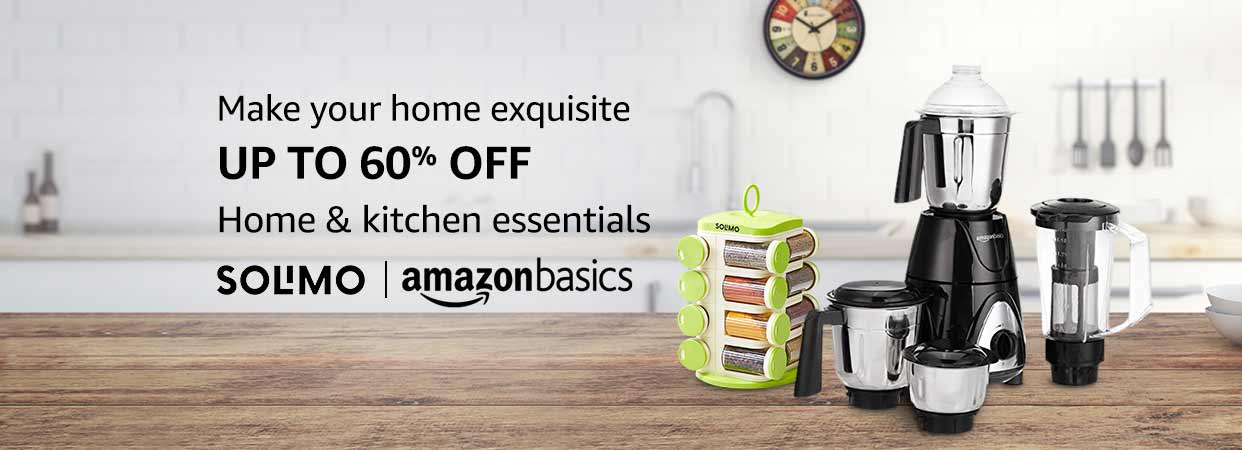 Make your home exquisite
UP TO 60% OFF
Home & kitchen essentials
SOLIMO | amazonbasics
SOLIMO
amazonbasics